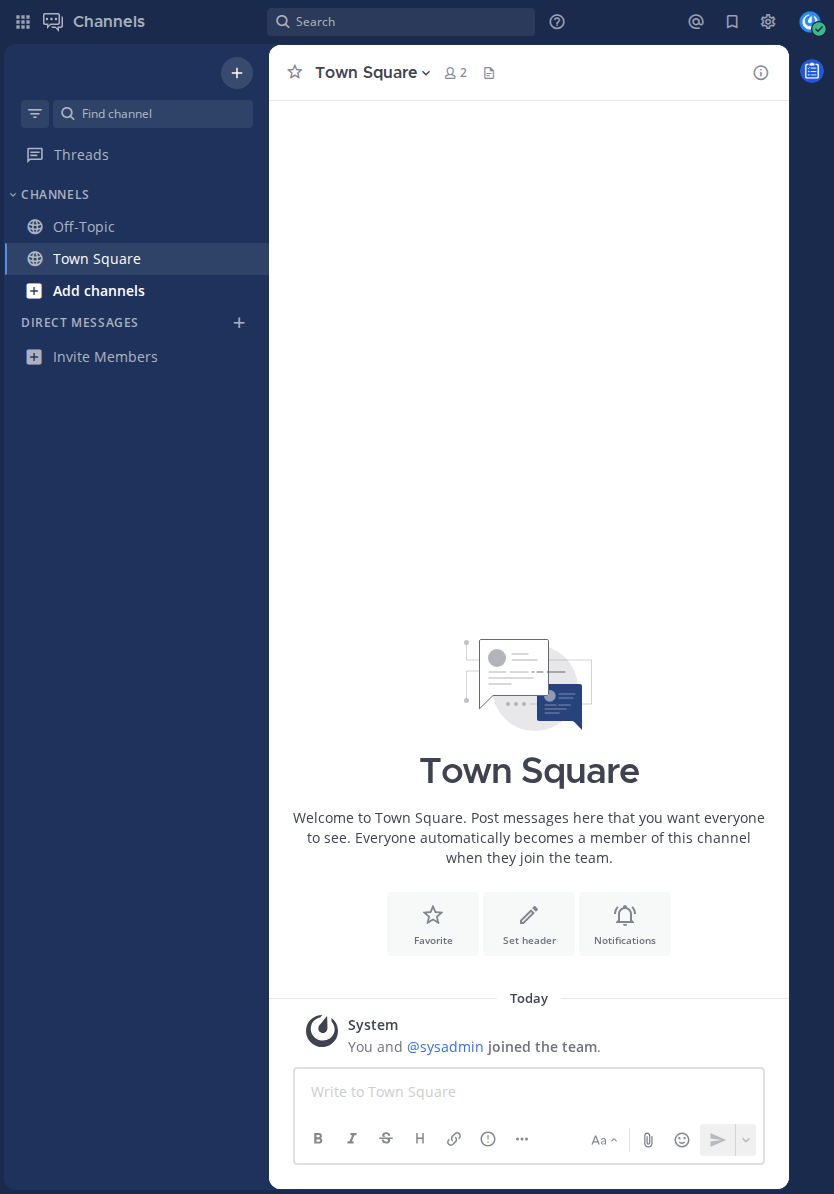 Channels
Search
Find channel
Threads
CHANNELS
Off-Topic
Town Square
Add channels
DIRECT MESSAGES
Invite Members
Town Square
2
Town Square
Welcome to Town Square. Post messages here that you want everyone
to see. Everyone automatically becomes a member of this channel
when they join the team.
Favorite
Set header
Notifications
Today
System
You and @sysadmin joined the team.
Write to Town Square
B I S H Aa